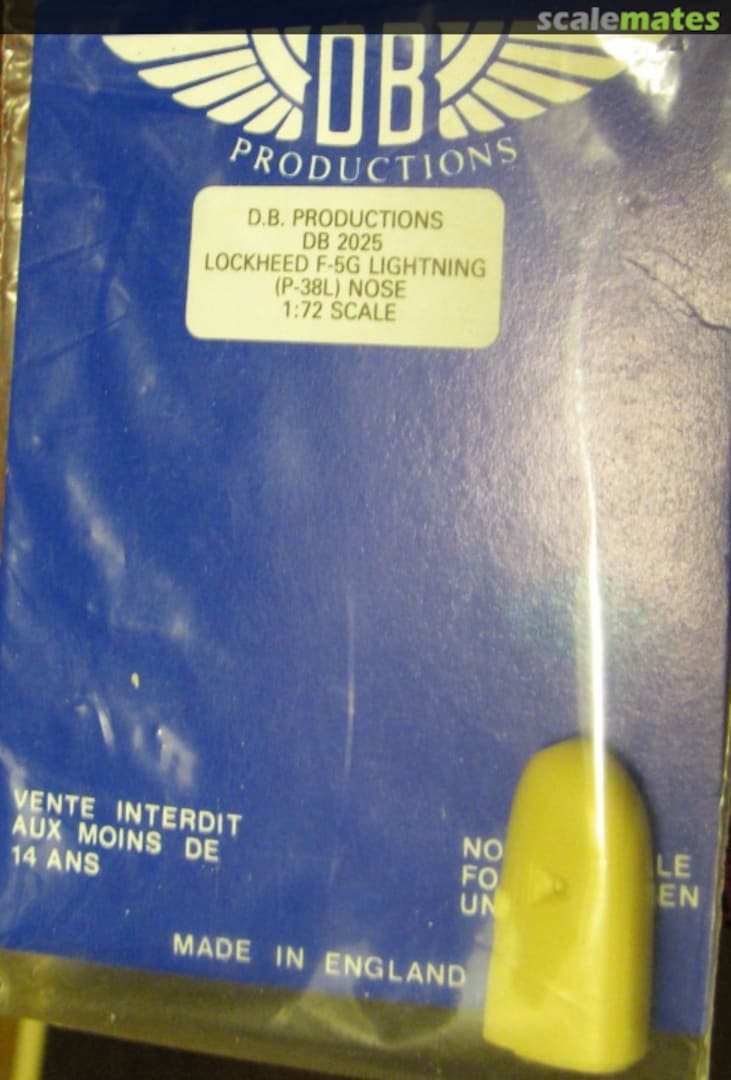 scalemates
DB
PRODUCTIONS
D.B. PRODUCTIONS
DB 2025
LOCKHEED F-5G LIGHTNING
(P-38L) NOSE
1:72 SCALE
VENTE INTERDIT
AUX MOINS DE
14 ANS
MADE IN ENGLAND